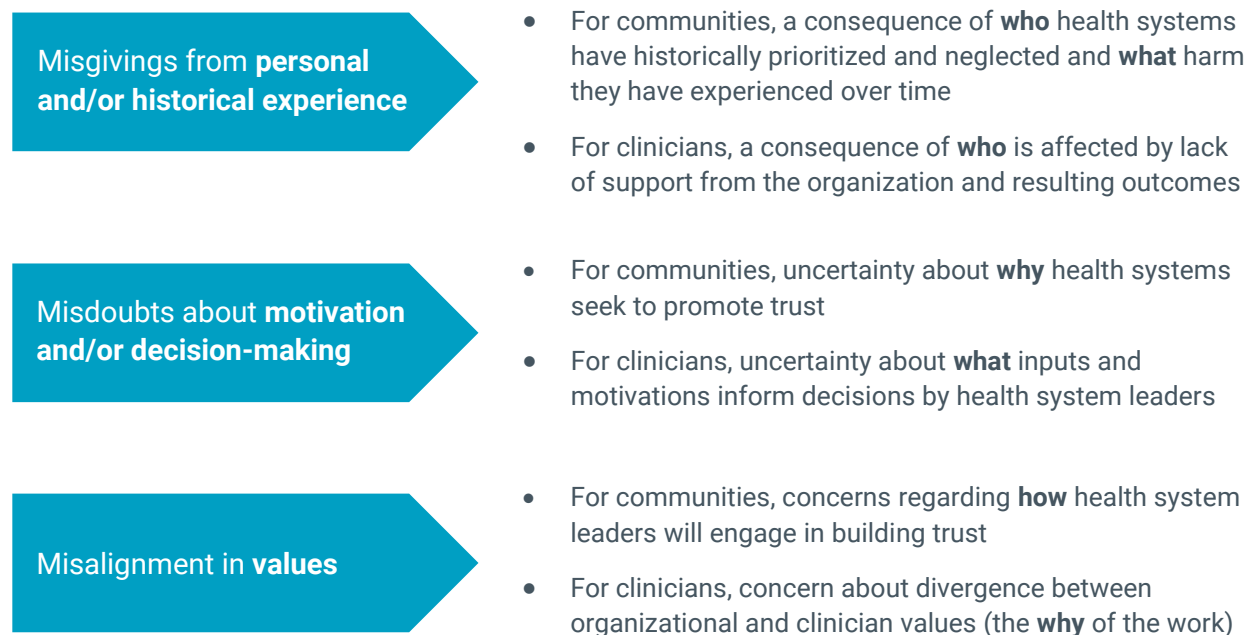 Misgivings from personal
and/or historical experience
● For communities, a consequence of who health systems
have historically prioritized and neglected and what harm
they have experienced over time
● For clinicians, a consequence of who is affected by lack
of support from the organization and resulting outcomes
Misdoubts about motivation
and/or decision-making
● For communities, uncertainty about why health systems
seek to promote trust
● For clinicians, uncertainty about what inputs and
motivations inform decisions by health system leaders
Misalignment in values
● For communities, concerns regarding how health system
leaders will engage in building trust
● For clinicians, concern about divergence between
organizational and clinician values (the why of the work)